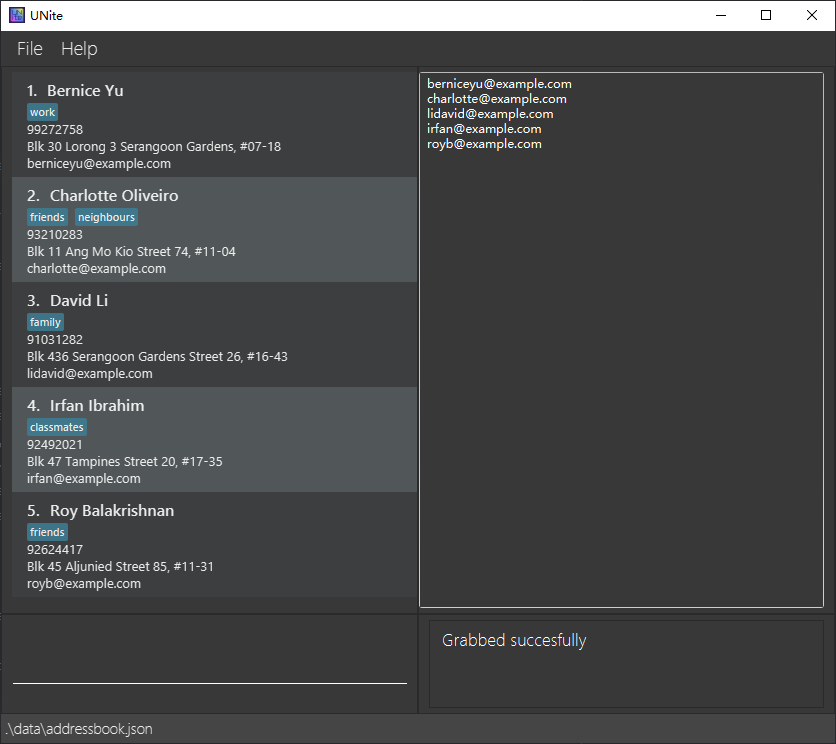 UNite
File Help
1. Bernice Yu
work
99272758
Blk 30 Lorong 3 Serangoon Gardens, #07-18
berniceyu@example.com
2. Charlotte Oliveiro
friends neighbours
93210283
Blk 11 Ang Mo Kio Street 74, #11-04
charlotte@example.com
3. David Li
family
91031282
Blk 436 Serangoon Gardens Street 26, #16-43
lidavid@example.com
4. Irfan Ibrahim
classmates
92492021
Blk 47 Tampines Street 20, #17-35
irfan@example.com
5. Roy Balakrishnan
friends
92624417
Blk 45 Aljunied Street 85, #11-31
royb@example.com
berniceyu@example.com
charlotte@example.com
lidavid@example.com
irfan@example.com
royb@example.com
Grabbed succesfully
.\data\addressbook.json